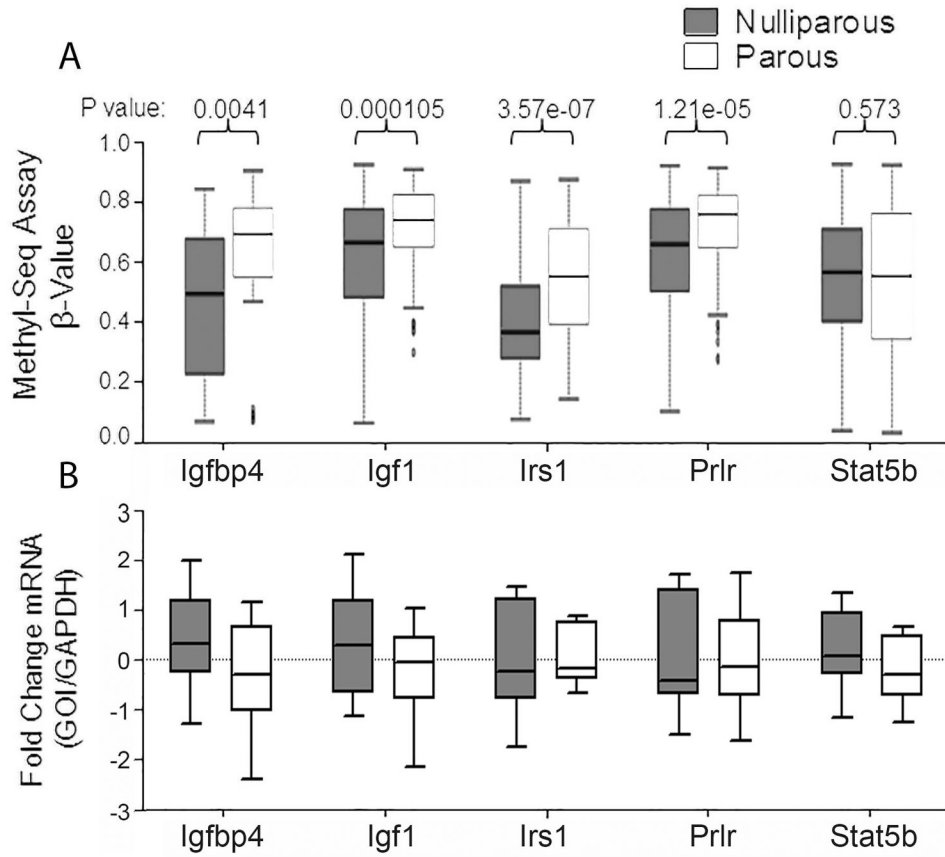 Nulliparous
Parous
A
P value: 0.0041 0.000105 3.57e-07 1.21e-05 0.573
Methyl-Seq Assay
β-Value
1.0
0.8
0.6
0.4
0.2
0.0
Igfbp4 Igf1 Irs1 Prlr Stat5b
B
Fold Change mRNA
(GOI/GAPDH)
3
2
1
0
-1
-2
-3
Igfbp4 Igf1 Irs1 Prlr Stat5b